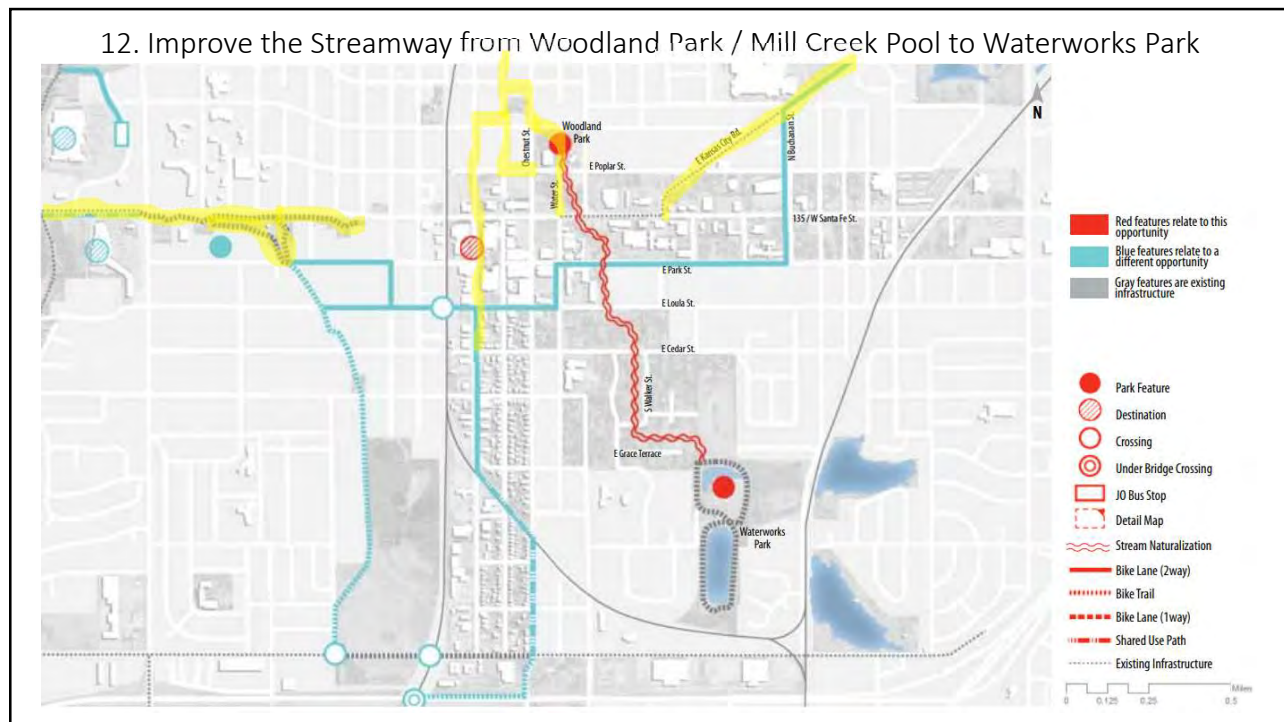 12. Improve the Streamway from Woodland Park / Mill Creek Pool to Waterworks Park
N
Woodland
Park
Chestnut St.
E Kansas City Rd.
N Buchanan St.
E Poplar St.
Water St.
135 / W Santa Fe St.
E Park St.
E Loula St.
E Cedar St.
S Walker St.
E Grace Terrace
Waterworks
Park
Red features relate to this
opportunity
Blue features relate to a
different opportunity
Gray features are existing
infrastructure
Park Feature
Destination
Crossing
Under Bridge Crossing
JO Bus Stop
Detail Map
Stream Naturalization
Bike Lane (2way)
Bike Trail
Bike Lane (1way)
Shared Use Path
Existing Infrastructure
Miles
0 0.125 0.25 0.5